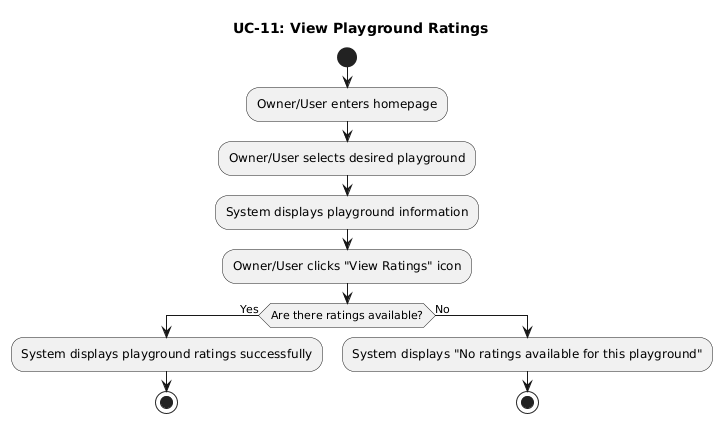 UC-11: View Playground Ratings
Owner/User enters homepage
Owner/User selects desired playground
System displays playground information
Owner/User clicks "View Ratings" icon
Yes
Are there ratings available?
No
System displays playground ratings successfully
System displays "No ratings available for this playground"